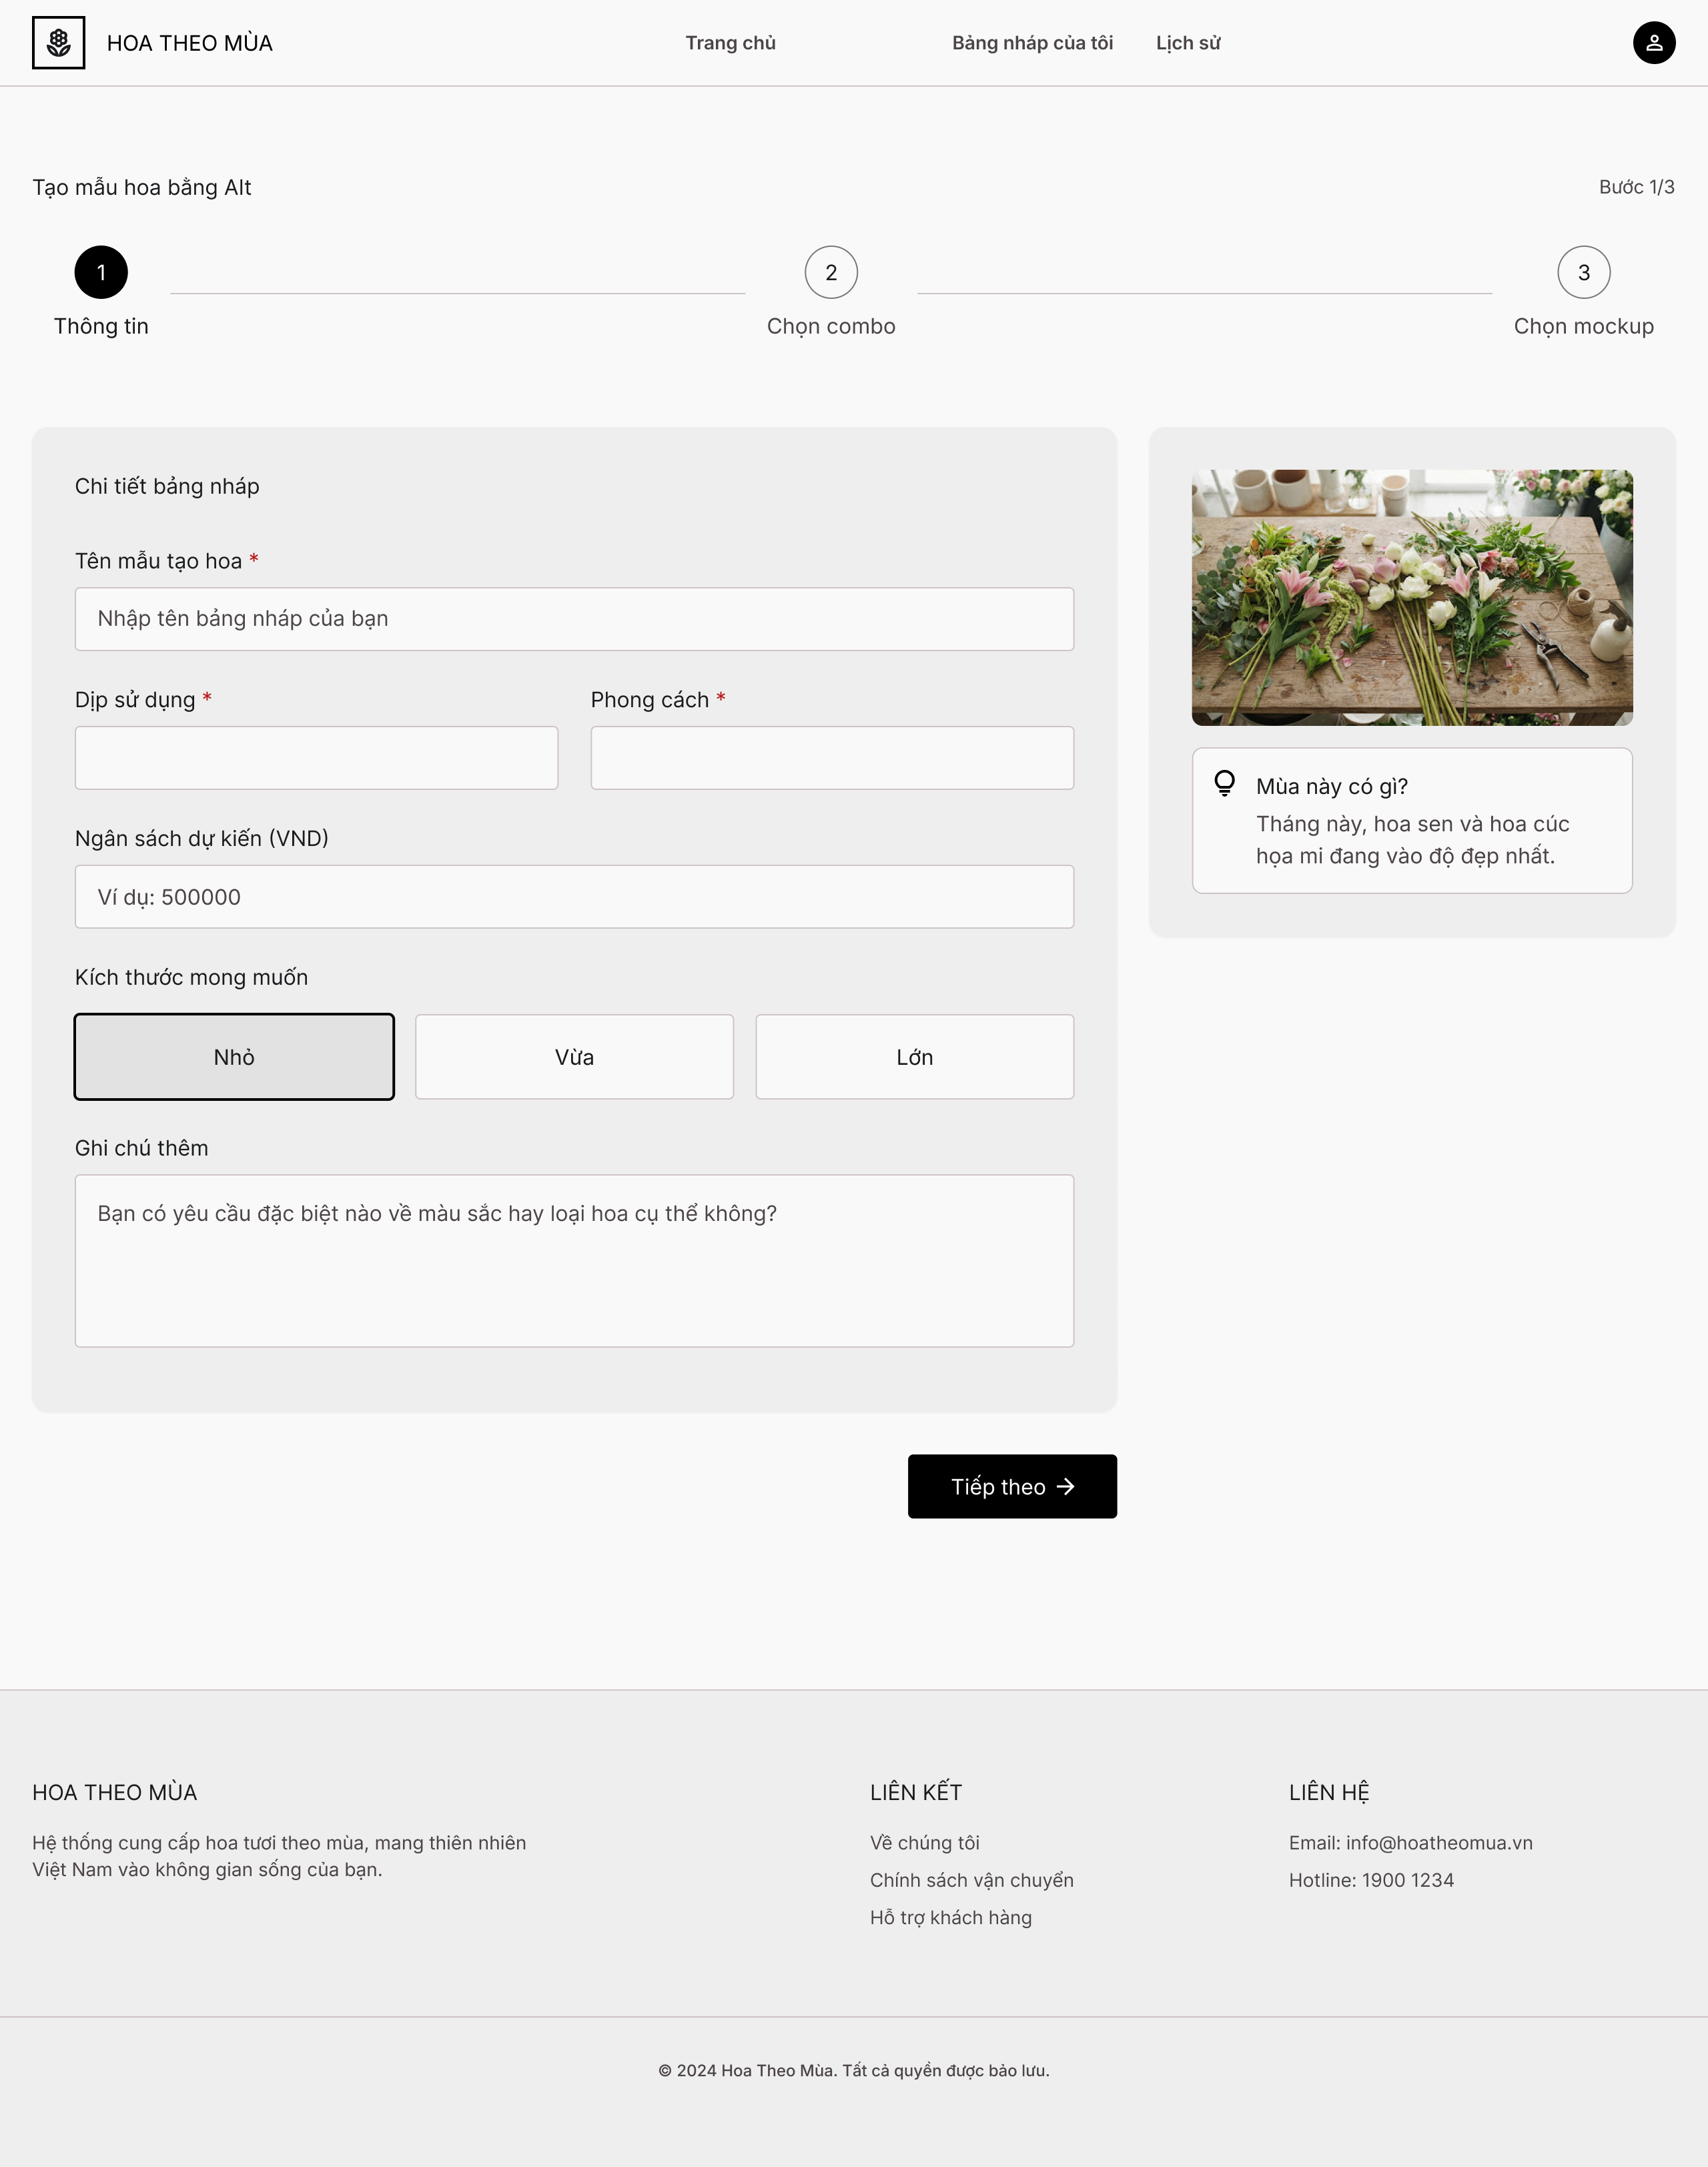 HOA THEO MÙA
Trang chủ
Bảng nháp của tôi
Lịch sử
Tạo mẫu hoa bằng AIt
Bước 1/3
1
2
3
Thông tin
Chọn combo
Chọn mockup
Chi tiết bảng nháp
Tên mẫu tạo hoa *
Nhập tên bảng nháp của bạn
Dịp sử dụng *
Phong cách *
Ngân sách dự kiến (VND)
Ví dụ: 500000
Kích thước mong muốn
Nhỏ
Vừa
Lớn
Ghi chú thêm
Bạn có yêu cầu đặc biệt nào về màu sắc hay loại hoa cụ thể không?
Mùa này có gì?
Tháng này, hoa sen và hoa cúc
họa mi đang vào độ đẹp nhất.
Tiếp theo →
HOA THEO MÙA
Hệ thống cung cấp hoa tươi theo mùa, mang thiên nhiên
Việt Nam vào không gian sống của bạn.
LIÊN KẾT
Về chúng tôi
Chính sách vận chuyển
Hỗ trợ khách hàng
LIÊN HỆ
Email: info@hoatheomua.vn
Hotline: 1900 1234
© 2024 Hoa Theo Mùa. Tất cả quyền được bảo lưu.